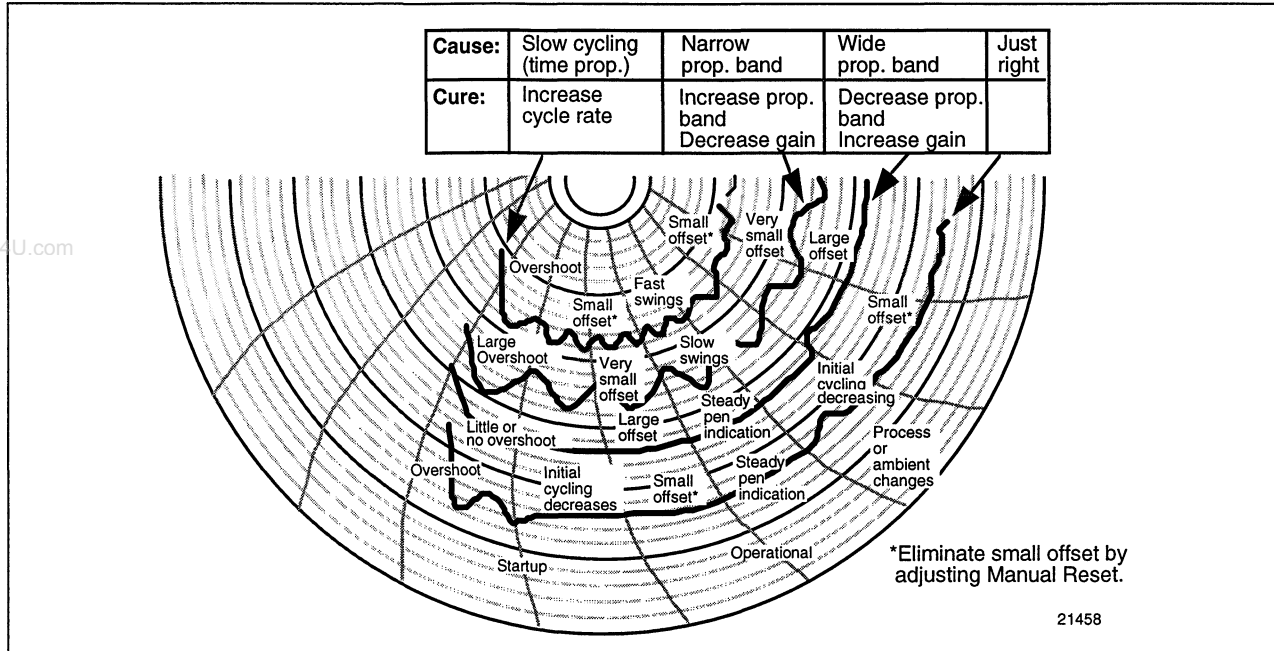 Cause: Slow cycling (time prop.) Narrow prop. band Wide prop. band Just right
Cure: Increase cycle rate Increase prop. band Decrease gain Decrease prop. band Increase gain
4U.com
Small offset*
Very small offset
Large offset
Overshoot
Small offset*
Fast swings
Small offset*
Large Overshoot
Very small offset
Slow swings
Initial cycling decreasing
Little or no overshoot
Large offset
Steady pen indication
Process or ambient changes
Overshoot
Initial cycling decreases
Small offset*
Steady pen indication
Startup
Operational
*Eliminate small offset by
adjusting Manual Reset.
21458